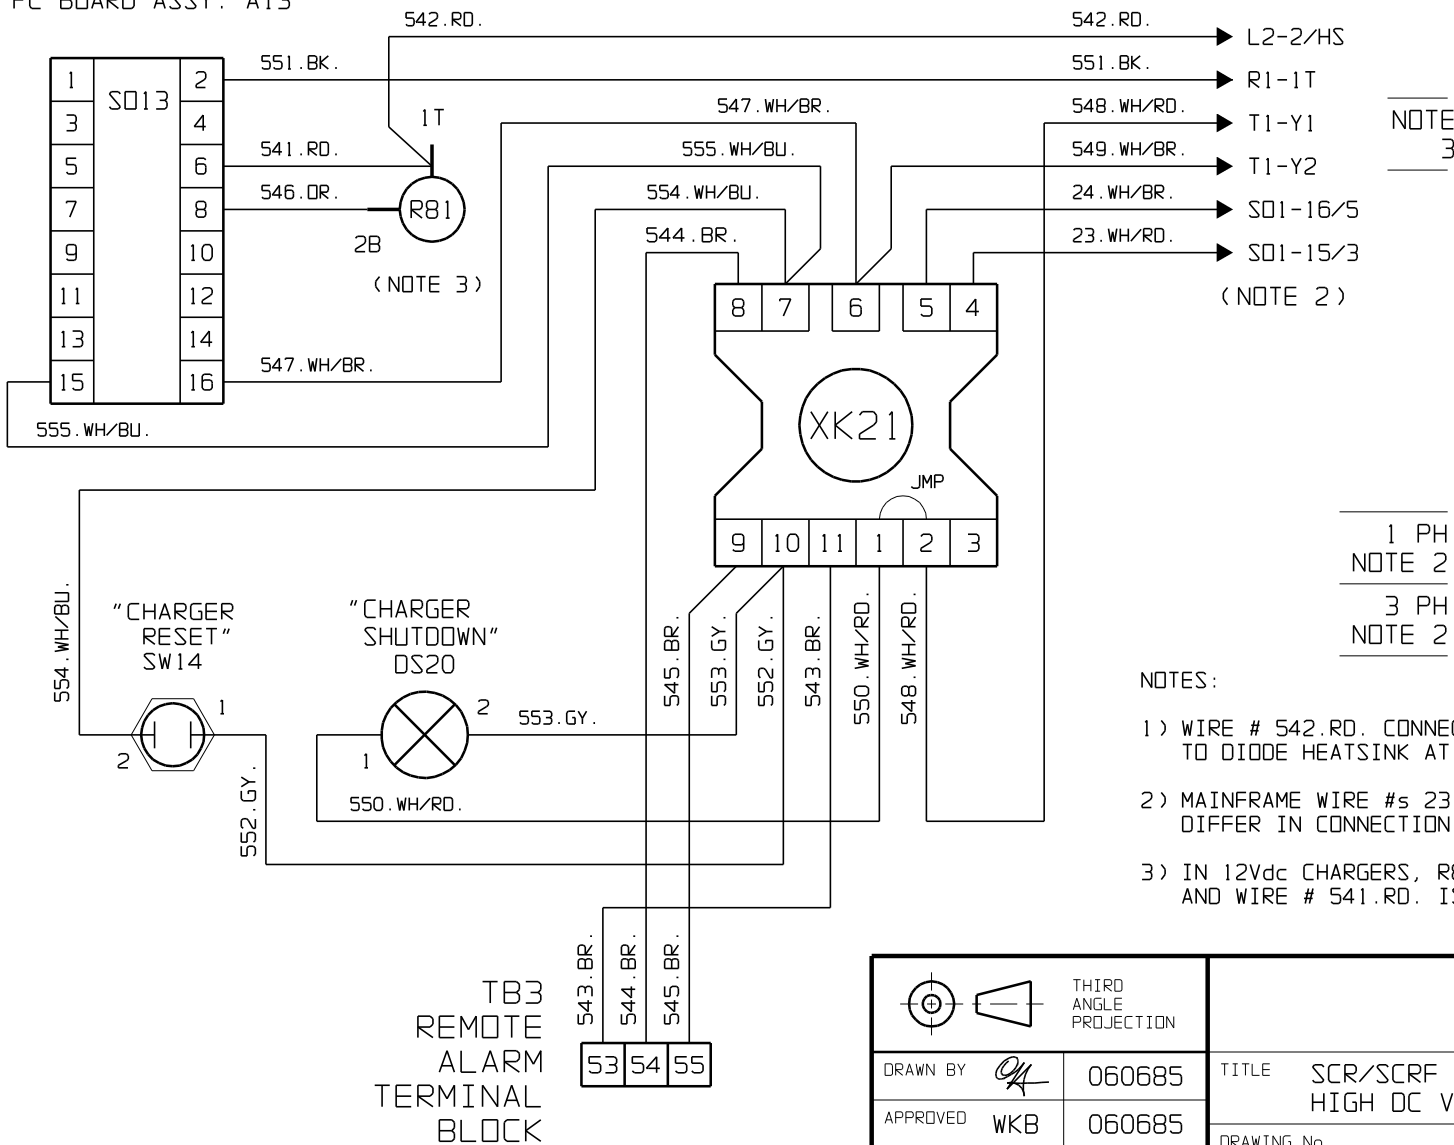 PC BOARD ASSY. A13
542.RD.
542.RD.
L2-2/HS
551.BK.
551.BK.
R1-1T
1
2
SO13
547.WH/BR.
548.WH/RD.
T1-Y1
NOTE
3
3
4
1T
541.RD.
555.WH/BU.
549.WH/BR.
T1-Y2
5
6
546.OR.
554.WH/BU.
24.WH/BR.
SO1-16/5
7
8
R81
2B
544.BR.
23.WH/RD.
SO1-15/3
9
10
(NOTE 3)
(NOTE 2)
11
12
8
7
6
5
4
13
14
547.WH/BR.
15
16
555.WH/BU.
XK21
JMP
9
10
11
1
2
3
1 PH
NOTE 2
3 PH
NOTE 2
554.WH/BU.
"CHARGER
RESET"
SW14
"CHARGER
SHUTDOWN"
DS20
545.BR.
553.GY.
552.GY.
543.BR.
550.WH/RD.
548.WH/RD.
1
2
2
553.GY.
1
552.GY.
550.WH/RD.
NOTES:
1) WIRE # 542.RD. CONNEC
TO DIODE HEATSINK AT
2) MAINFRAME WIRE #s 23
DIFFER IN CONNECTION
3) IN 12Vdc CHARGERS, R8
AND WIRE # 541.RD. IS
543.BR.
544.BR.
545.BR.
TB3
REMOTE
ALARM
TERMINAL
BLOCK
53
54
55
THIRD
ANGLE
PROJECTION
DRAWN BY
060685
TITLE
SCR/SCRF
HIGH DC V
APPROVED
WKB
060685
DRAWING No.